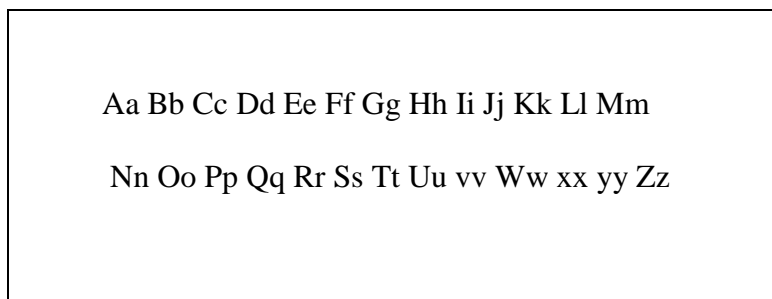 Aa Bb Cc Dd Ee Ff Gg Hh Ii Jj Kk Ll Mm
Nn Oo Pp Qq Rr Ss Tt Uu vv Ww xx yy Zz